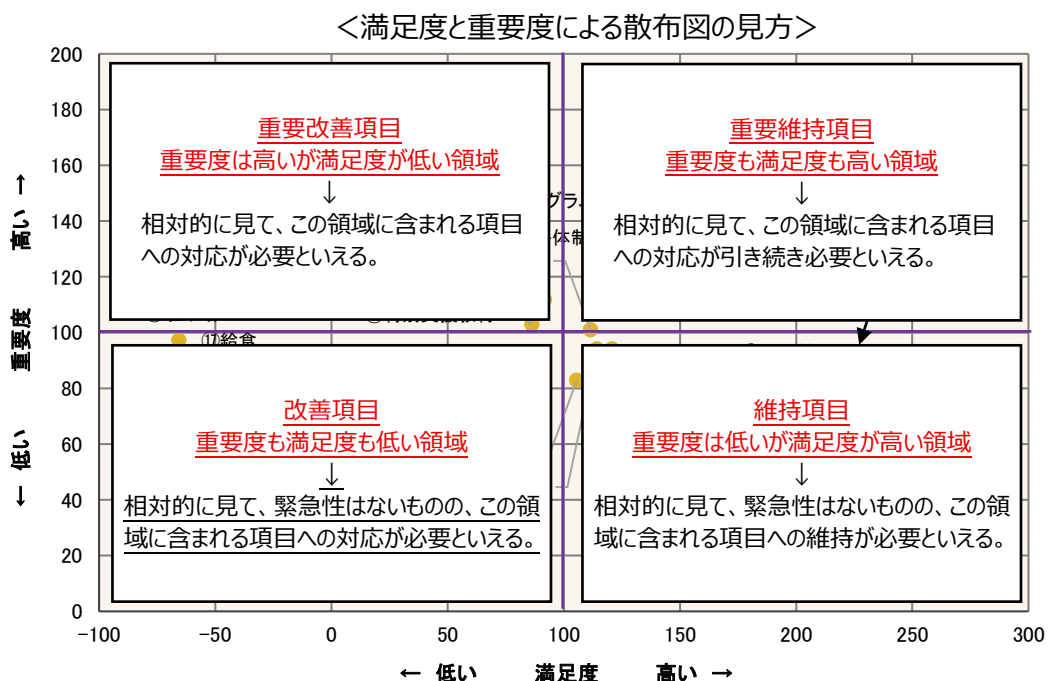 ＜満足度と重要度による散布図の見方＞
200
180
160
140
120
100
80
60
40
20
0
← 低い 重要度 高い →
重要改善項目
重要度は高いが満足度が低い領域
↓
相対的に見て、この領域に含まれる項目
への対応が必要といえる。
重要維持項目
重要度も満足度も高い領域
↓
相対的に見て、この領域に含まれる項目
への対応が引き続き必要といえる。
グラ
体制
⑰給食
改善項目
重要度も満足度も低い領域
↓
相対的に見て、緊急性はないものの、この領
域に含まれる項目への対応が必要といえる。
維持項目
重要度は低いが満足度が高い領域
↓
相対的に見て、緊急性はないものの、この領
域に含まれる項目への維持が必要といえる。
-100 -50 0 50 100 150 200 250 300
← 低い 満足度 高い →